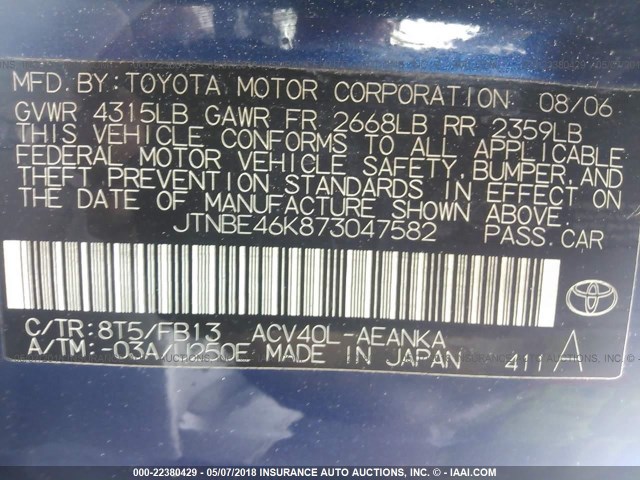 MFD. BY: TOYOTA MOTOR CORPORATION 08/06
GVWR 4315LB GAWR FR 2668LB RR 2359LB
THIS VEHICLE CONFORMS TO ALL APPLICABLE
FEDERAL MOTOR VEHICLE SAFETY, BUMPER, AND
THEFT PREVENTION STANDARDS IN EFFECT ON
THE DATE OF MANUFACTURE SHOWN ABOVE.
JTNBE46K873047582 PASS. CAR
C/TR: 8T5/FB13 ACV40L-AEANKA
A/TM: -03A/U250E MADE IN JAPAN 411 A
TOYOTA
000-22380429 - 05/07/2018 INSURANCE AUTO AUCTIONS - IAAI.COM